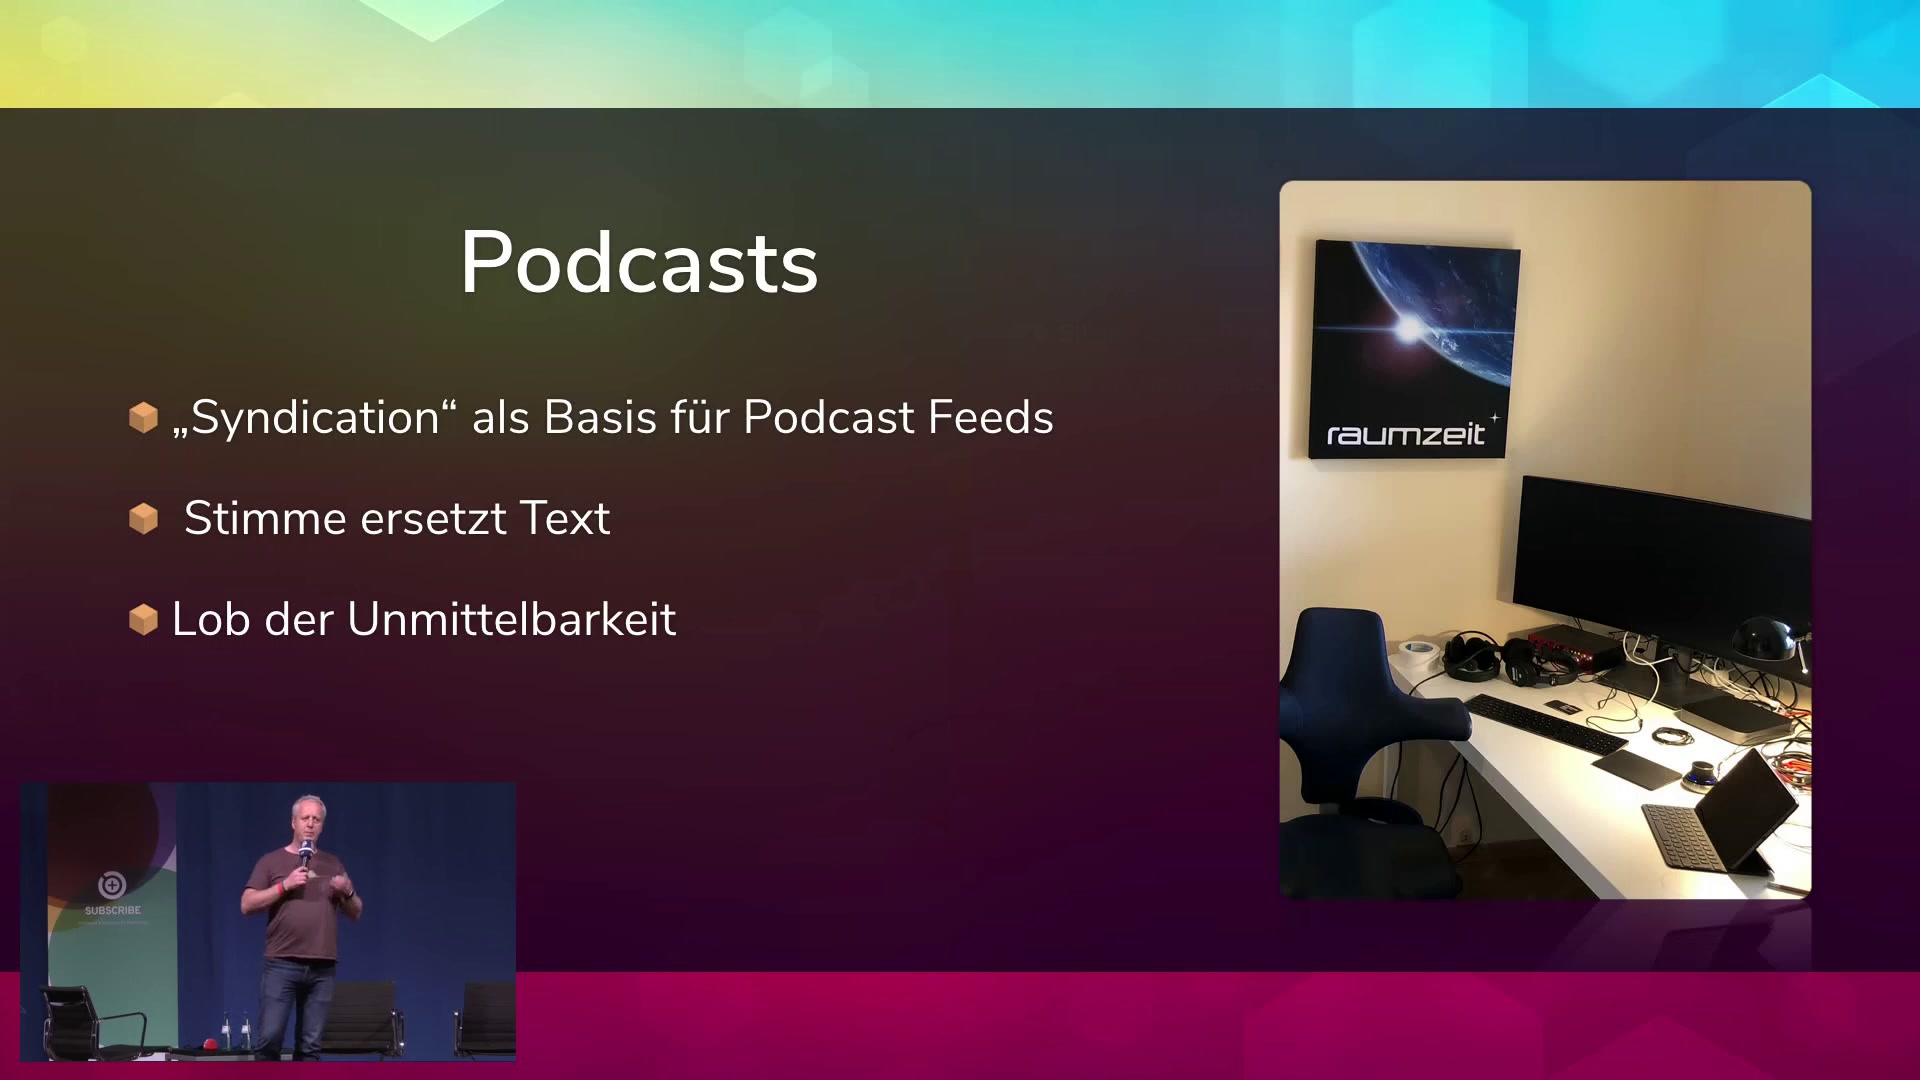 Podcasts
„Syndication“ als Basis für Podcast Feeds
Stimme ersetzt Text
Lob der Unmittelbarkeit
raumzeit
SUBSCRIBE